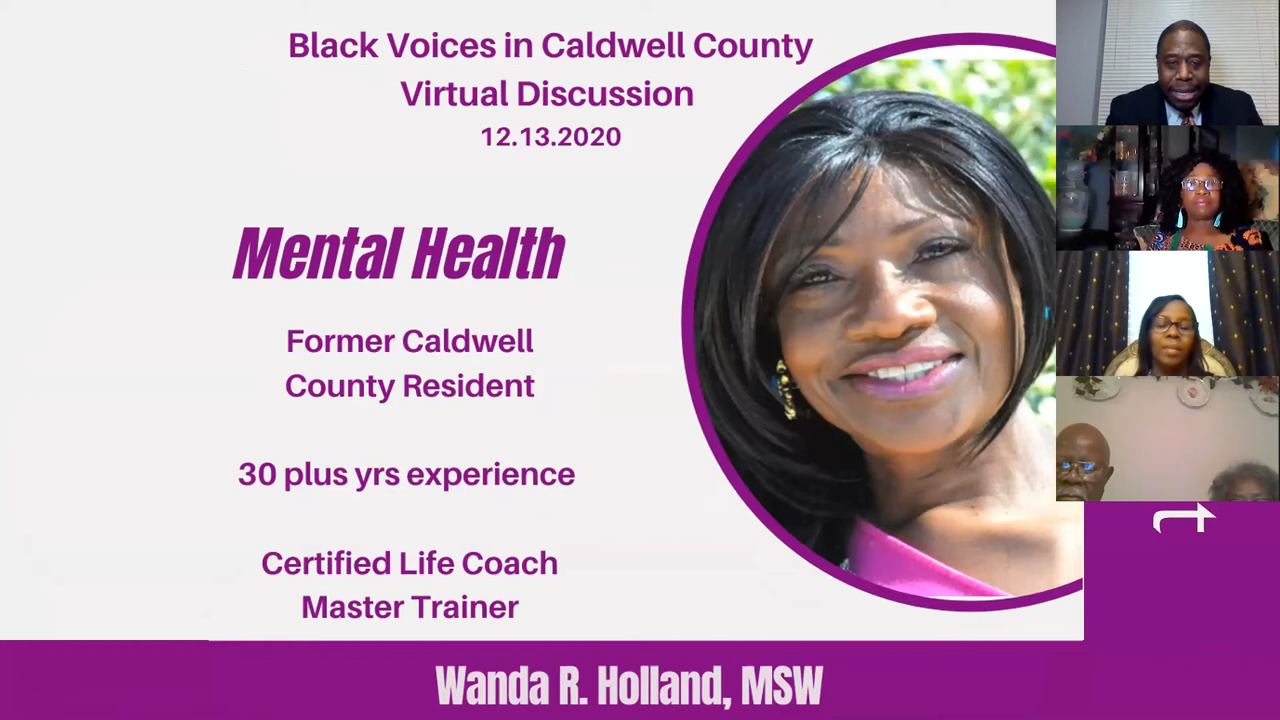 Black Voices in Caldwell County
Virtual Discussion
12.13.2020
Mental Health
Former Caldwell
County Resident
30 plus yrs experience
Certified Life Coach
Master Trainer
t
Wanda R. Holland, MSW